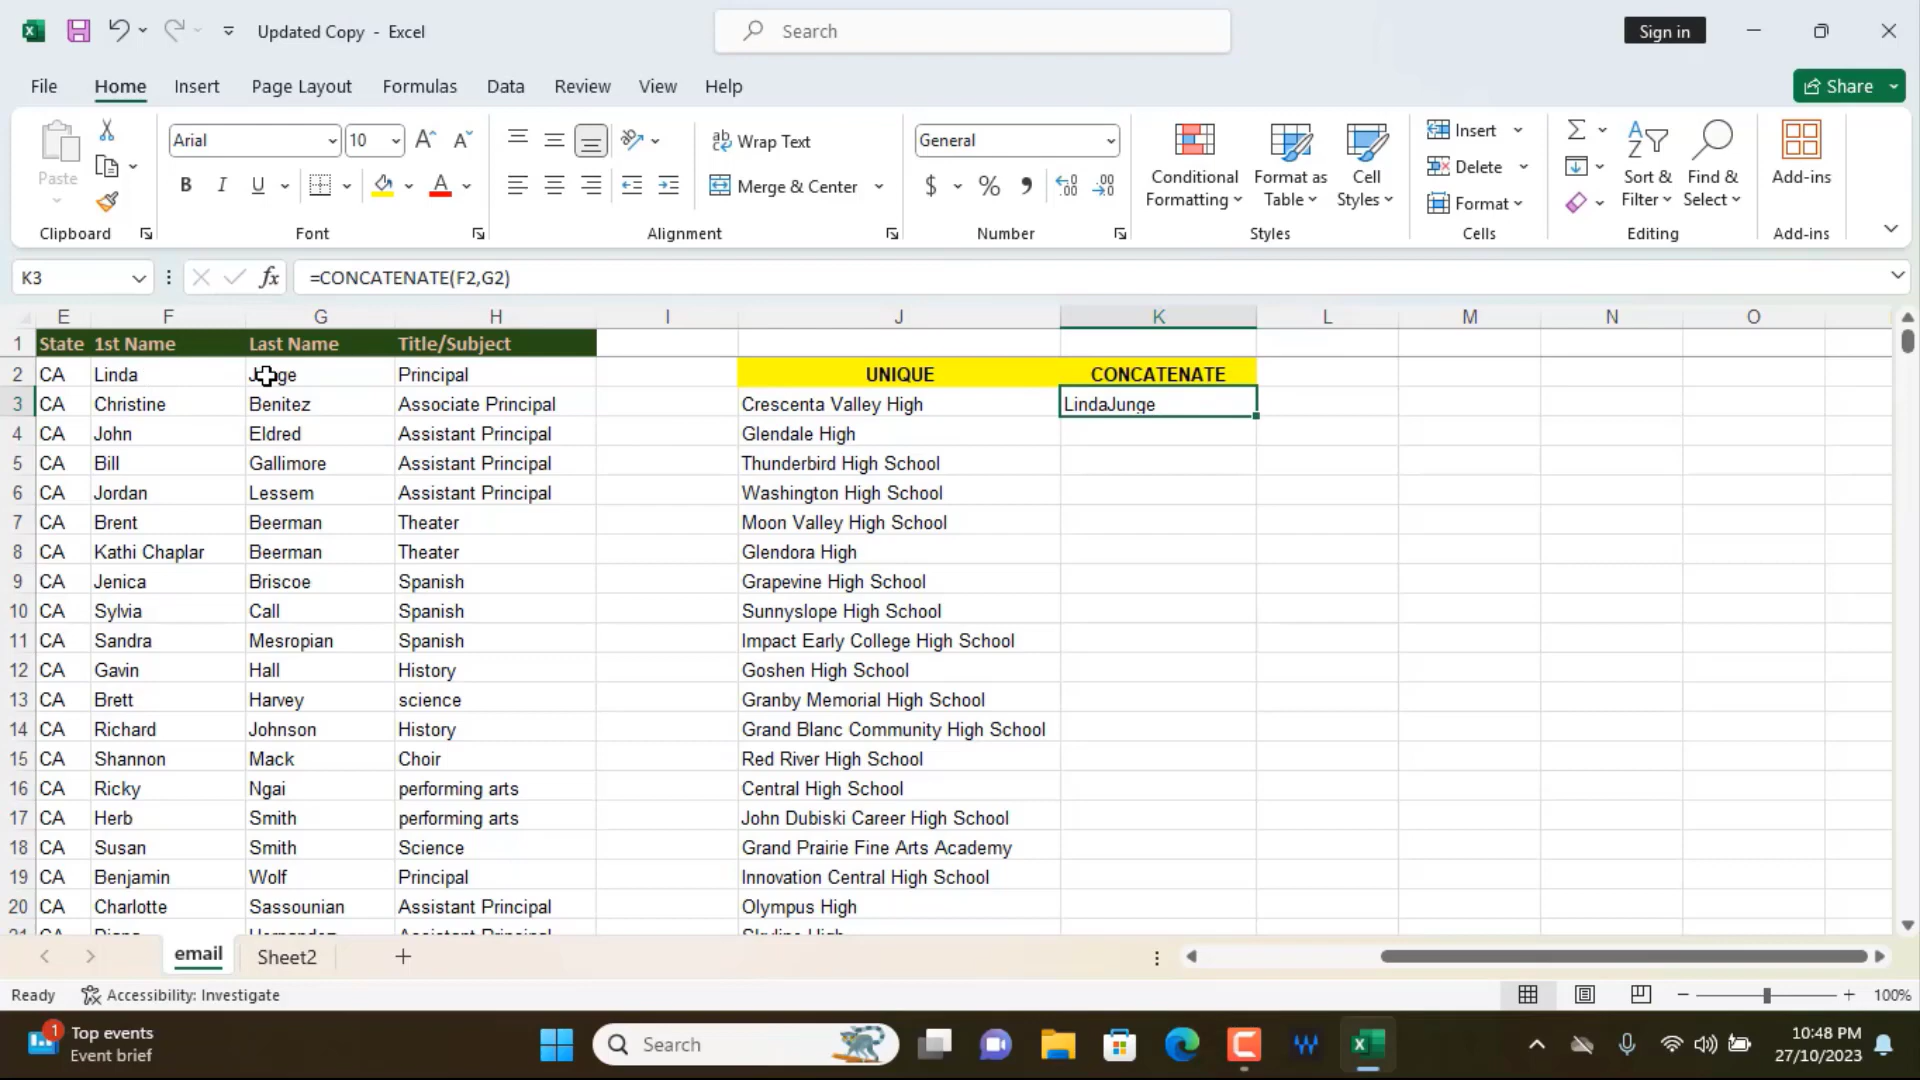 Updated Copy - Excel
Search
Sign in
File Home Insert Page Layout Formulas Data Review View Help
Share
Paste
Arial 10
B I U A
Wrap Text
Merge & Center
General
$ % ,
Conditional Formatting
Format as Table
Cell Styles
Insert
Delete
Format
Sort & Filter
Find & Select
Add-ins
Clipboard Font Alignment Number Styles Cells Editing Add-ins
K3 fx =CONCATENATE(F2,G2)
E F G H I J K L M N O
1 State 1st Name Last Name Title/Subject
2 CA Linda Junge Principal UNIQUE CONCATENATE
3 CA Christine Benitez Associate Principal Crescenta Valley High LindaJunge
4 CA John Eldred Assistant Principal Glendale High
5 CA Bill Gallimore Assistant Principal Thunderbird High School
6 CA Jordan Lessem Assistant Principal Washington High School
7 CA Brent Beerman Theater Moon Valley High School
8 CA Kathi Chaplar Beerman Theater Glendora High
9 CA Jenica Briscoe Spanish Grapevine High School
10 CA Sylvia Call Spanish Sunnyslope High School
11 CA Sandra Mesropian Spanish Impact Early College High School
12 CA Gavin Hall History Goshen High School
13 CA Brett Harvey science Granby Memorial High School
14 CA Richard Johnson History Grand Blanc Community High School
15 CA Shannon Mack Choir Red River High School
16 CA Ricky Ngai performing arts Central High School
17 CA Herb Smith performing arts John Dubiski Career High School
18 CA Susan Smith Science Grand Prairie Fine Arts Academy
19 CA Benjamin Wolf Principal Innovation Central High School
20 CA Charlotte Sassounian Assistant Principal Olympus High
email Sheet2
Ready Accessibility: Investigate 100%
1 Top events
Event brief
Search
10:48 PM
27/10/2023